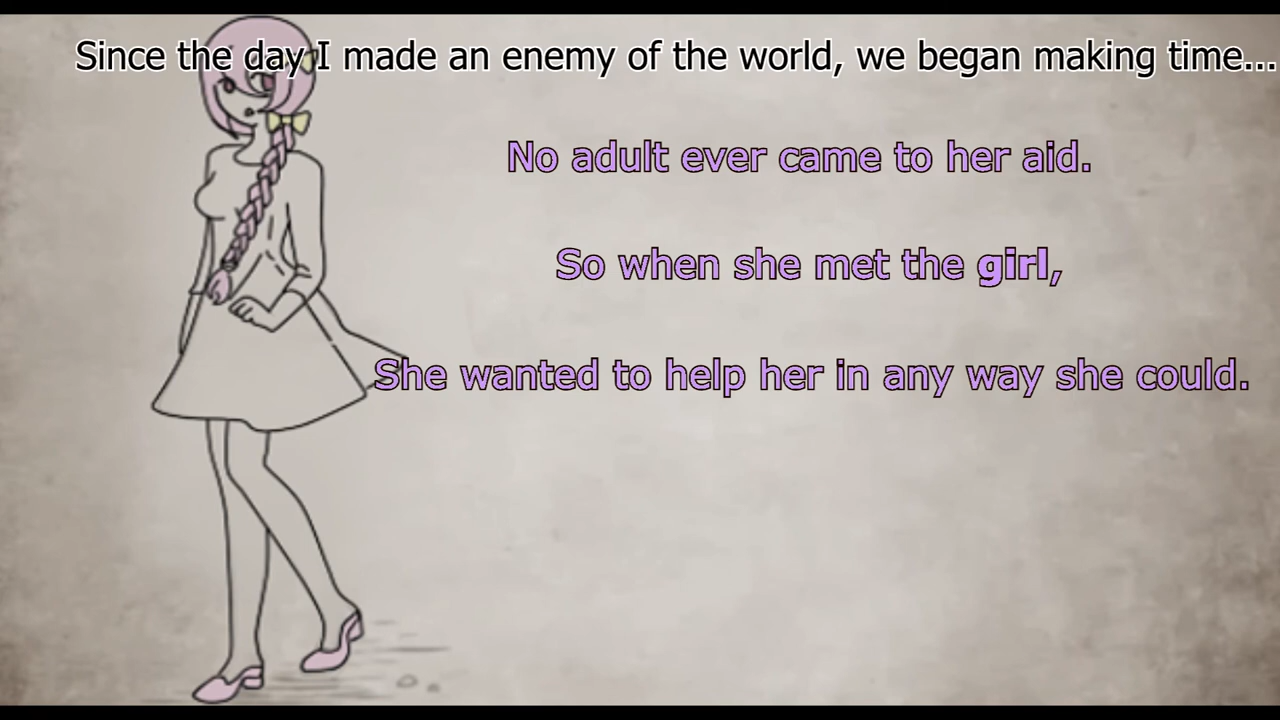 Since the day I made an enemy of the world, we began making time...
No adult ever came to her aid.
So when she met the girl,
She wanted to help her in any way she could.